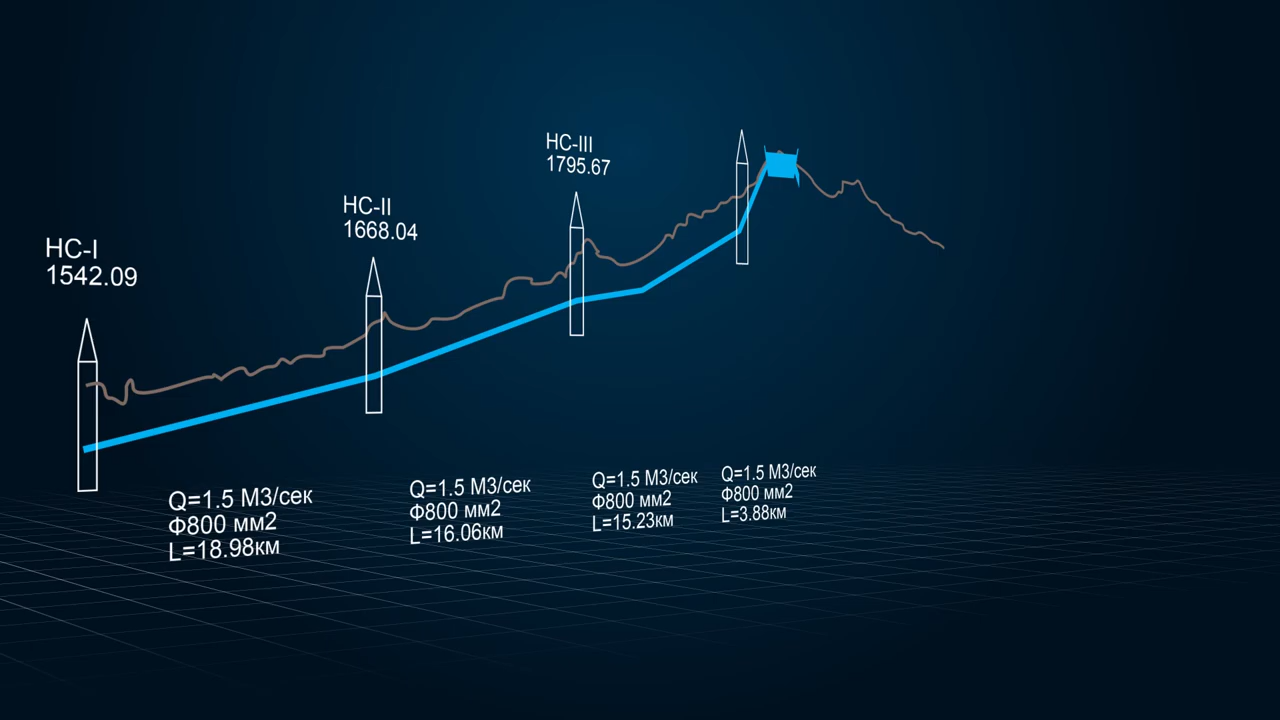 НС-I
1542.09
НС-II
1668.04
НС-III
1795.67
Q=1.5 М3/сек
Ф800 мм2
L=18.98км
Q=1.5 М3/сек
Ф800 мм2
L=16.06км
Q=1.5 М3/сек
Ф800 мм2
L=15.23км
Q=1.5 М3/сек
Ф800 мм2
L=3.88км